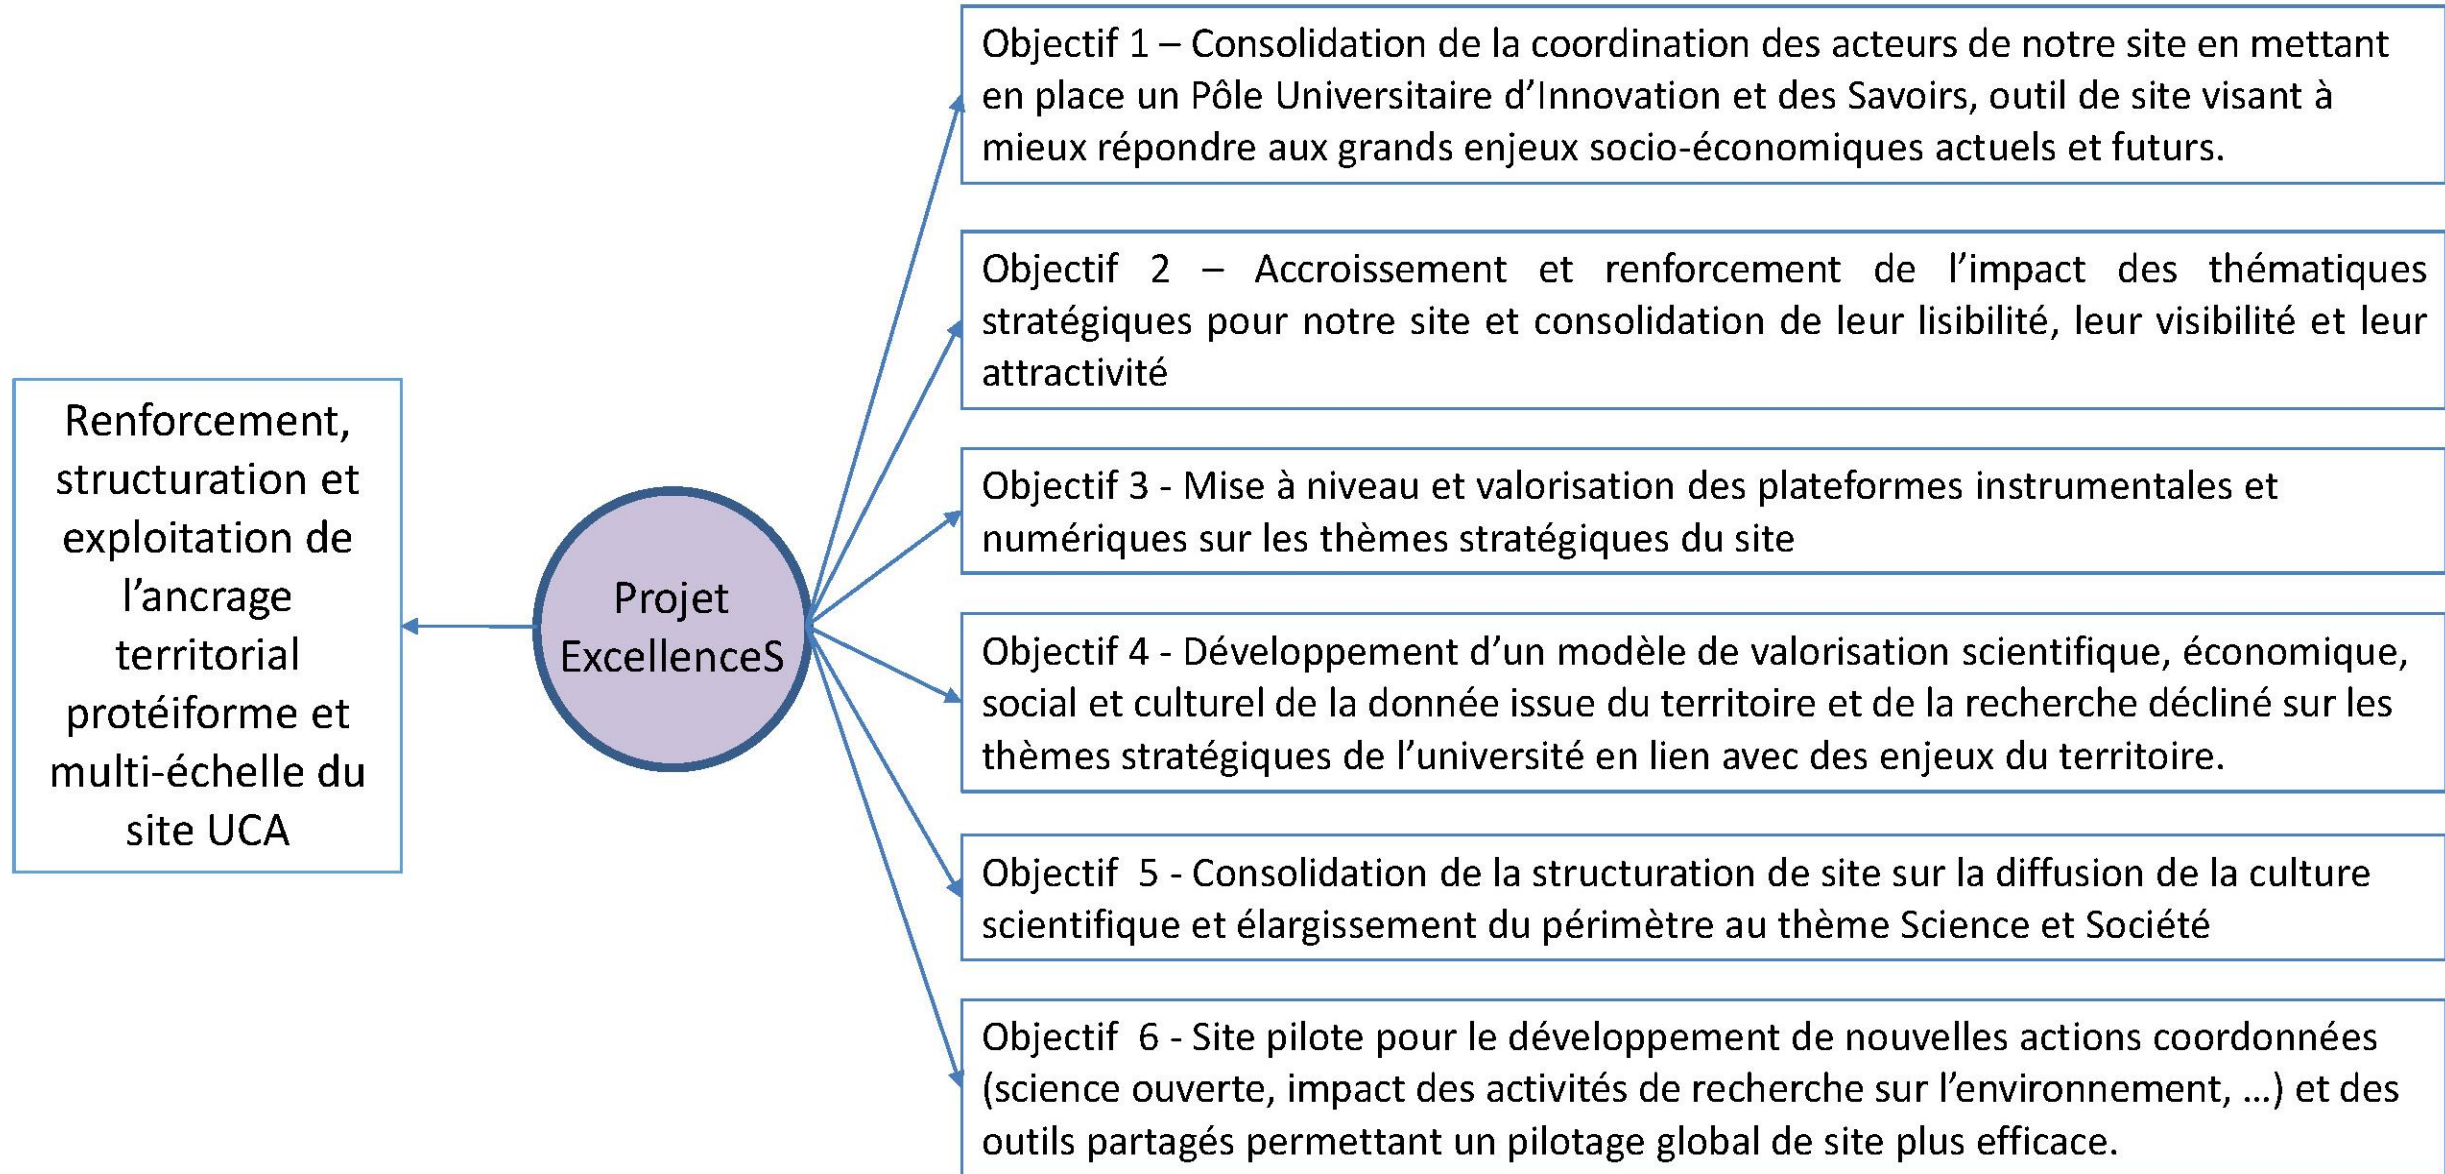 Renforcement,
structuration et
exploitation de
l’ancrage
territorial
protéiforme et
multi-échelle du
site UCA
Projet
ExcellenceS
Objectif 1 – Consolidation de la coordination des acteurs de notre site en mettant
en place un Pôle Universitaire d’Innovation et des Savoirs, outil de site visant à
mieux répondre aux grands enjeux socio-économiques actuels et futurs.
Objectif 2 – Accroissement et renforcement de l’impact des thématiques
stratégiques pour notre site et consolidation de leur lisibilité, leur visibilité et leur
attractivité
Objectif 3 - Mise à niveau et valorisation des plateformes instrumentales et
numériques sur les thèmes stratégiques du site
Objectif 4 - Développement d’un modèle de valorisation scientifique, économique,
social et culturel de la donnée issue du territoire et de la recherche décliné sur les
thèmes stratégiques de l’université en lien avec des enjeux du territoire.
Objectif 5 - Consolidation de la structuration de site sur la diffusion de la culture
scientifique et élargissement du périmètre au thème Science et Société
Objectif 6 - Site pilote pour le développement de nouvelles actions coordonnées
(science ouverte, impact des activités de recherche sur l’environnement, …) et des
outils partagés permettant un pilotage global de site plus efficace.